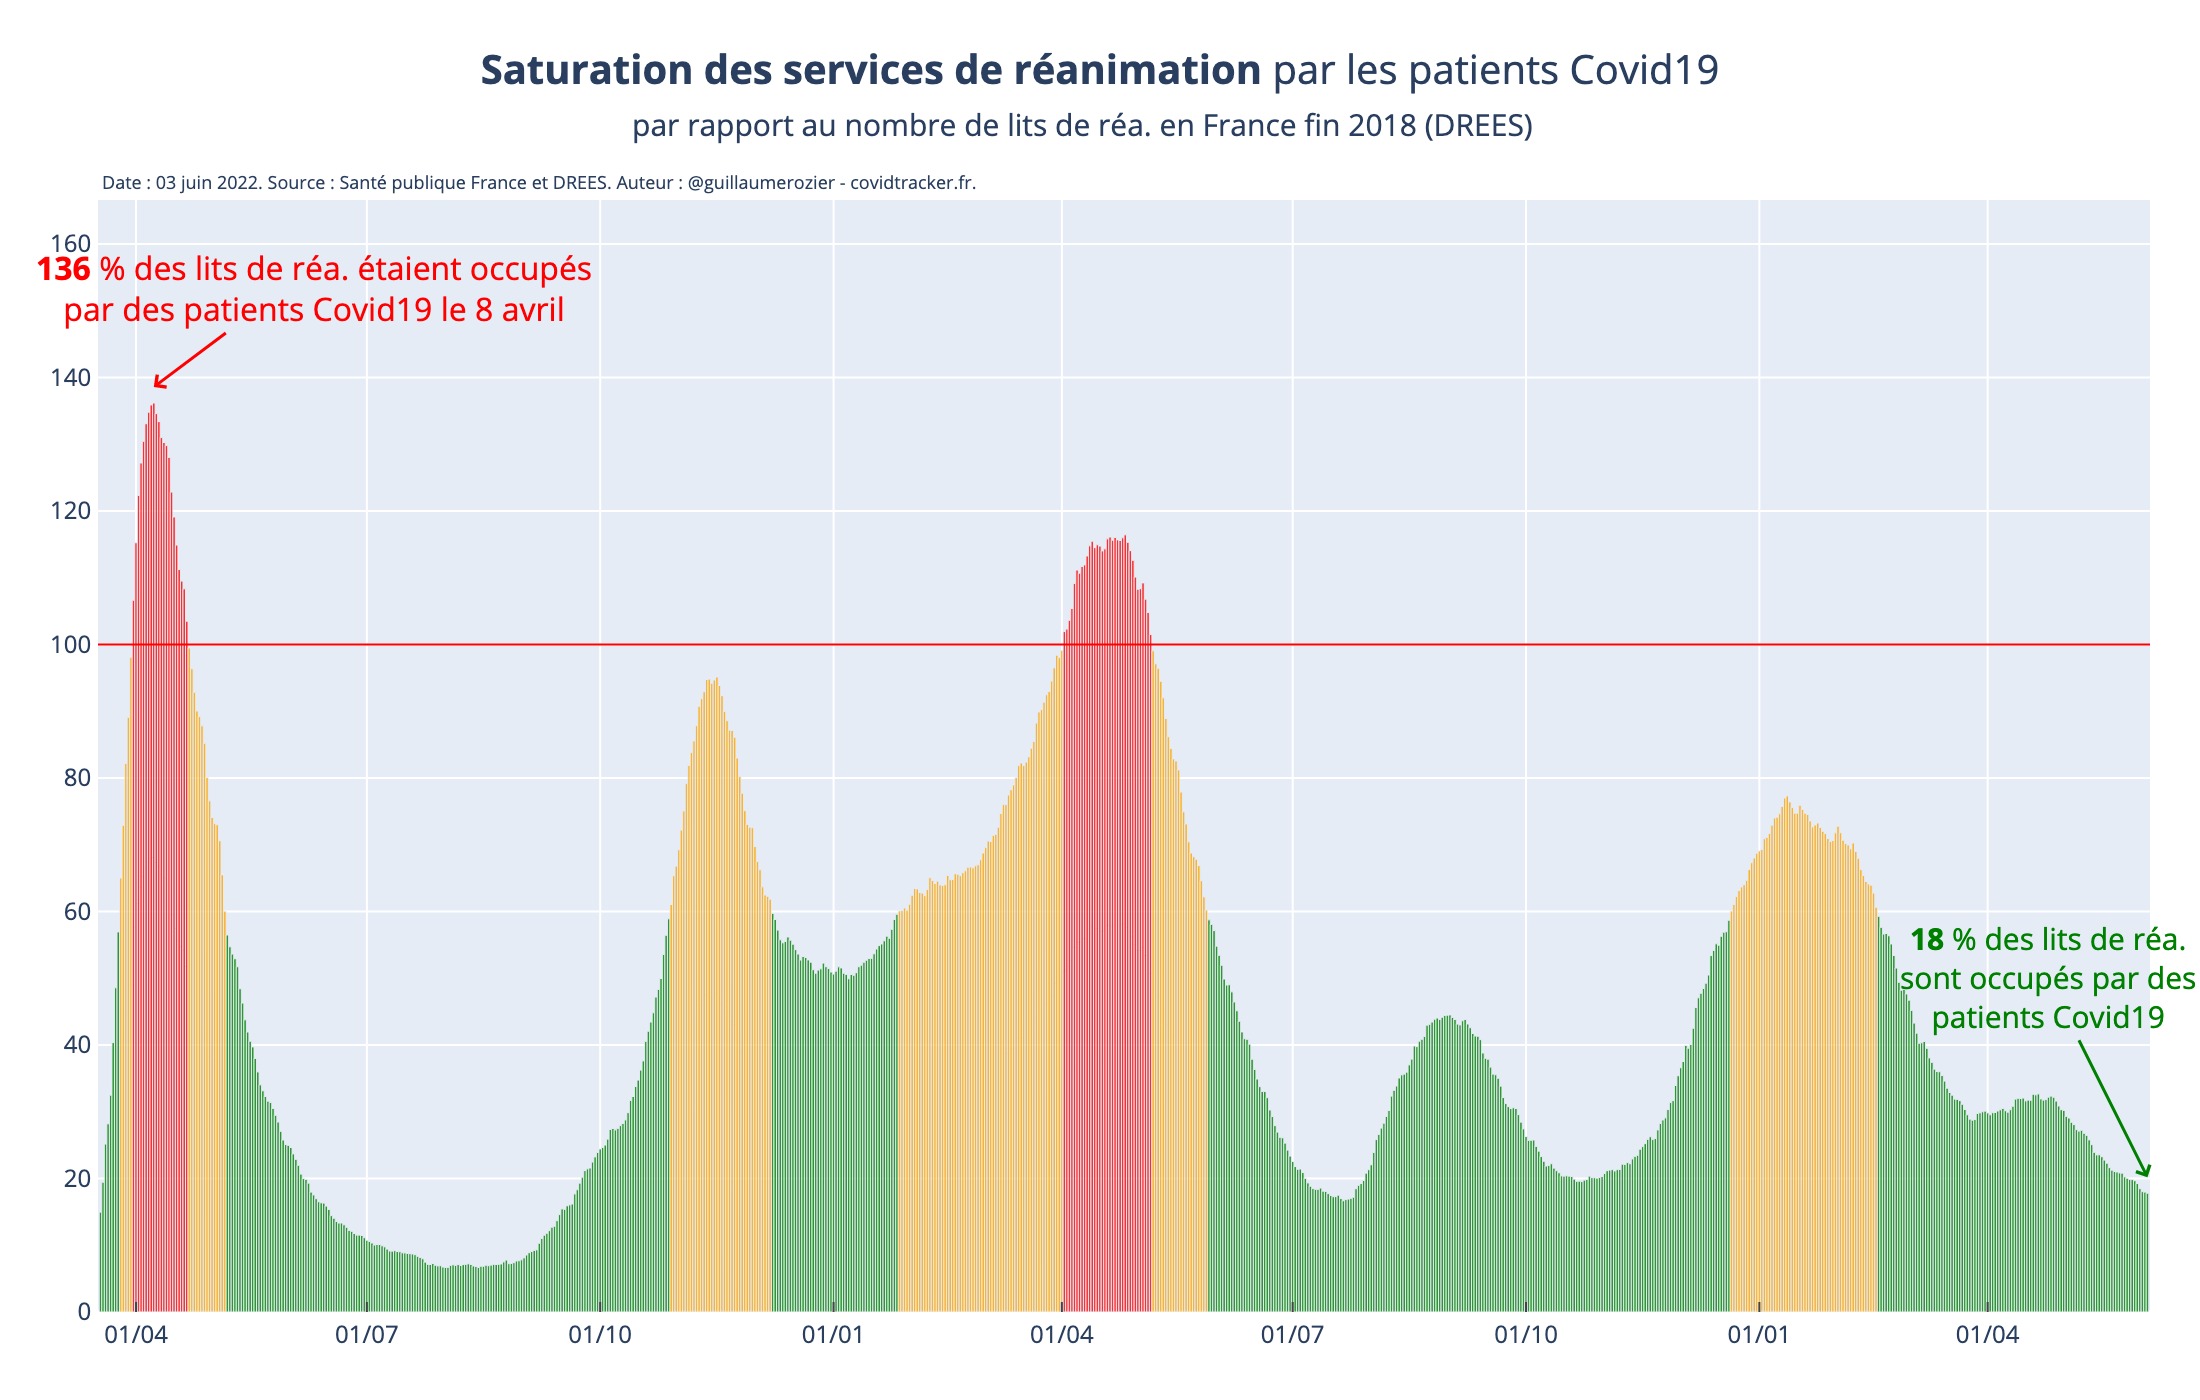 Saturation des services de réanimation par les patients Covid19
par rapport au nombre de lits de réa. en France fin 2018 (DREES)
Date : 03 juin 2022. Source : Santé publique France et DREES. Auteur : @guillaumerozier - covidtracker.fr.
160
136 % des lits de réa. étaient occupés
par des patients Covid19 le 8 avril
140
120
100
80
60
18 % des lits de réa.
sont occupés par des
patients Covid19
40
20
0
01/04 01/07 01/10 01/01 01/04 01/07 01/10 01/01 01/04